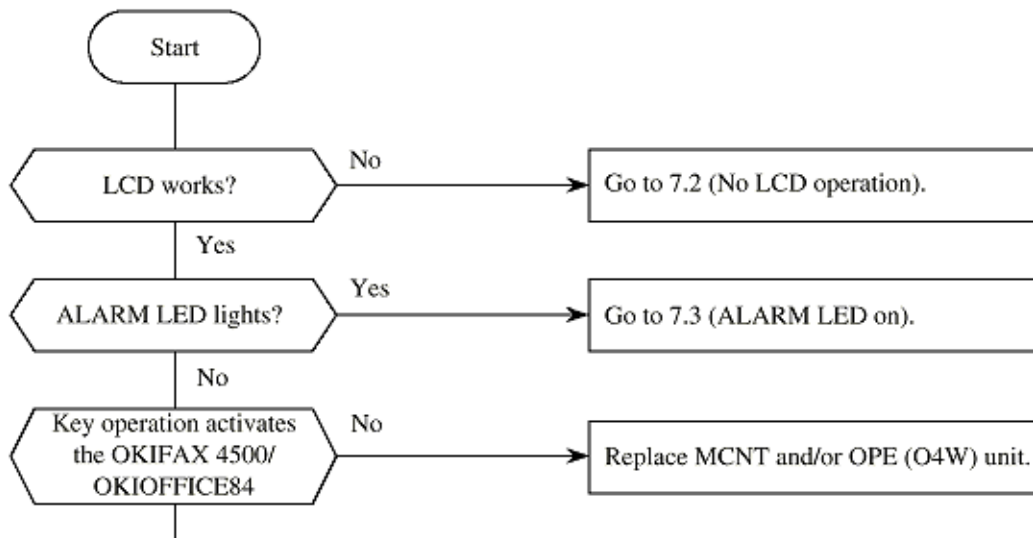 Start
LCD works?
No
Go to 7.2 (No LCD operation).
Yes
ALARM LED lights?
Yes
Go to 7.3 (ALARM LED on).
No
Key operation activates
the OKIFAX 4500/
OKIOFFICE84
No
Replace MCNT and/or OPE (O4W) unit.